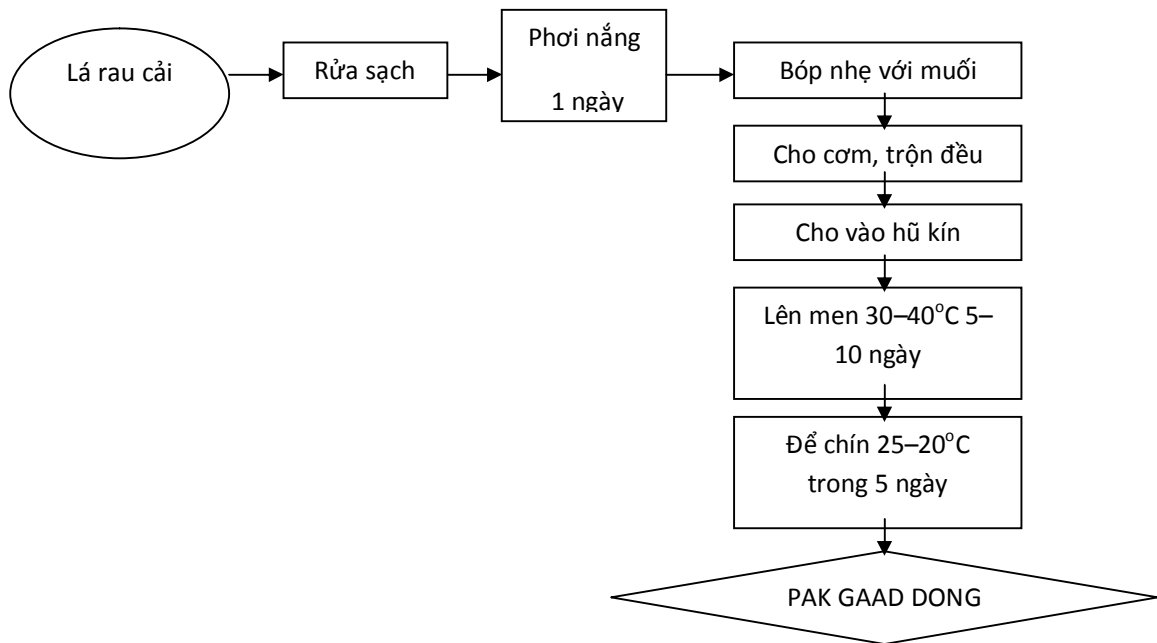 Lá rau cải
Rửa sạch
Phơi nắng
1 ngày
Bóp nhẹ với muối
Cho cơm, trộn đều
Cho vào hũ kín
Lên men 30–40°C 5–
10 ngày
Để chín 25–20°C
trong 5 ngày
PAK GAAD DONG